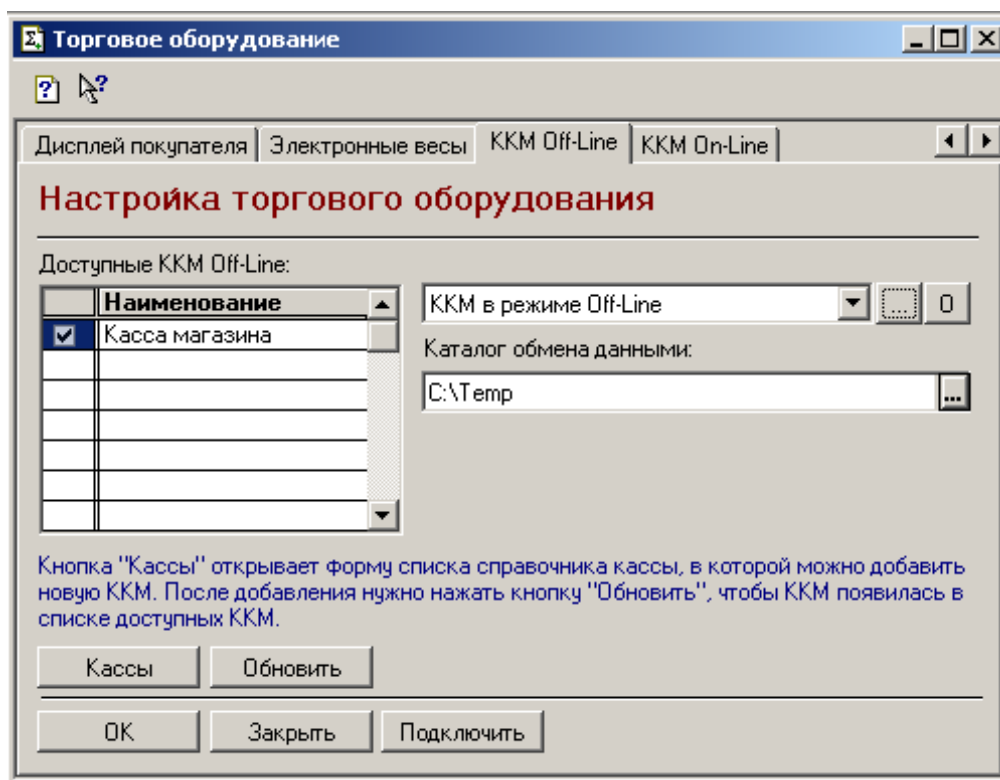 Торговое оборудование
Дисплей покупателя Электронные весы ККМ Off-Line ККМ On-Line
Настройка торгового оборудования
Доступные ККМ Off-Line:
Наименование
Касса магазина
ККМ в режиме Off-Line ... О
Каталог обмена данными:
C:\Temp ...
Кнопка "Кассы" открывает форму списка справочника кассы, в которой можно добавить
новую ККМ. После добавления нужно нажать кнопку "Обновить", чтобы ККМ появилась в
списке доступных ККМ.
Кассы Обновить
OK Закрыть Подключить